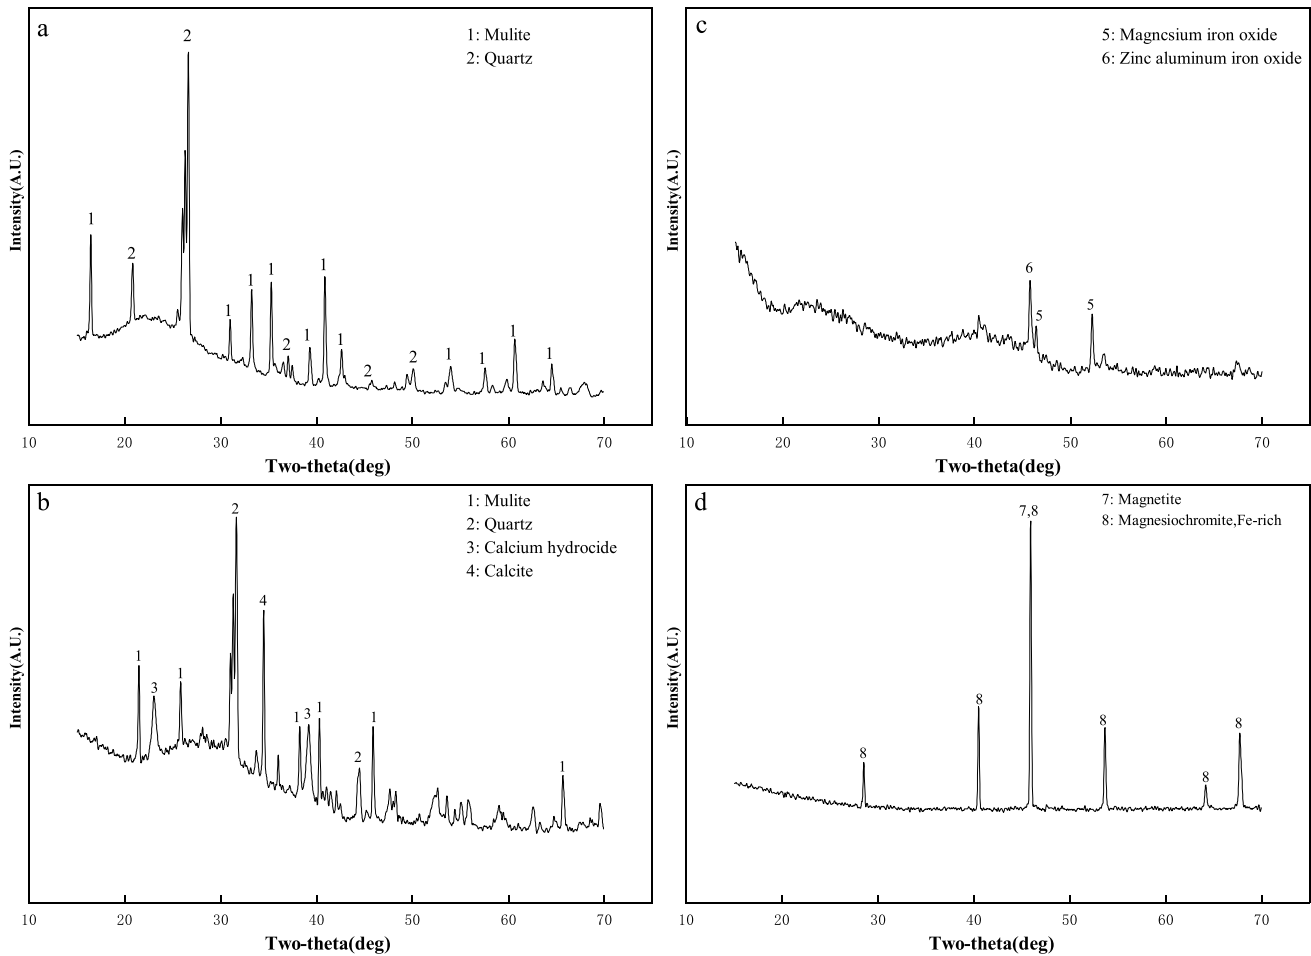 a
1: Mulite
2: Quartz
2
1
2
1
1
1
2
1
1
1
2
2
1
1
1
1
Intensity(A.U.)
10 20 30 40 50 60 70
Two-theta(deg)
c
5: Magncsium iron oxide
6: Zinc aluminum iron oxide
6
5
5
Intensity(A.U.)
10 20 30 40 50 60 70
Two-theta(deg)
b
1: Mulite
2: Quartz
3: Calcium hydrocide
4: Calcite
2
4
1
3
1
1
3
1
2
1
1
Intensity(A.U.)
10 20 30 40 50 60 70
Two-theta(deg)
d
7: Magnetite
8: Magnesiochromite,Fe-rich
7,8
8
8
8
8
8
Intensity(A.U.)
10 20 30 40 50 60 70
Two-theta(deg)